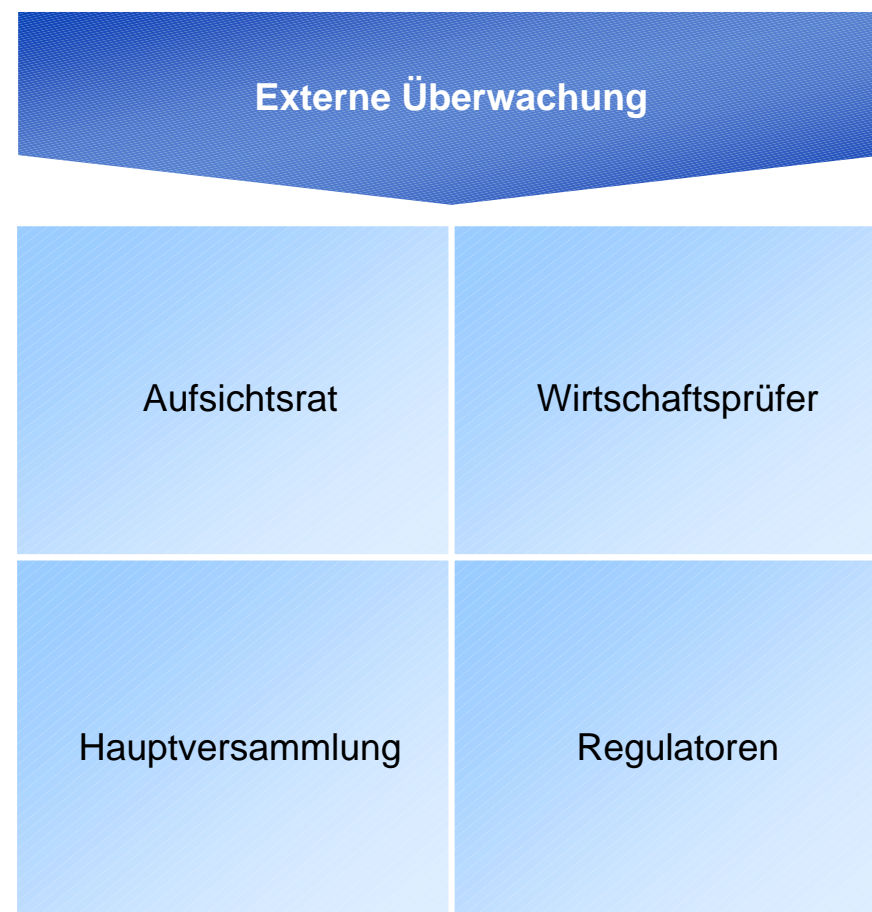 Externe Überwachung
Aufsichtsrat
Wirtschaftsprüfer
Hauptversammlung
Regulatoren